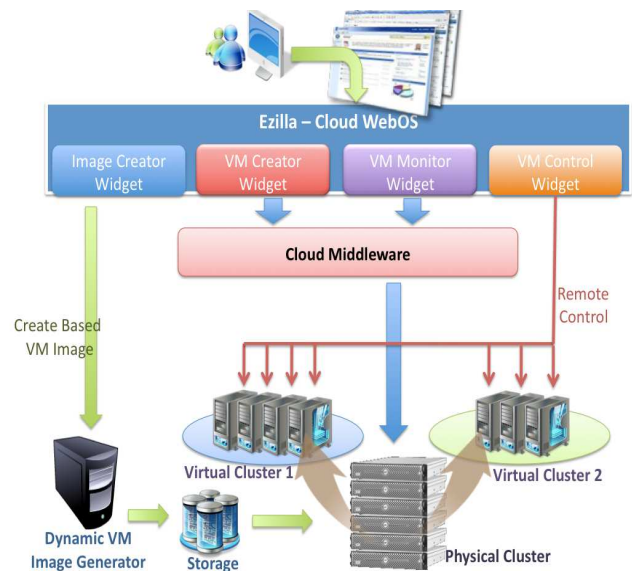 Ezilla – Cloud WebOS
Image Creator
Widget
VM Creator
Widget
VM Monitor
Widget
VM Control
Widget
Cloud Middleware
Remote
Control
Create Based
VM Image
Virtual Cluster 1
Virtual Cluster 2
Dynamic VM
Image Generator
Storage
Physical Cluster